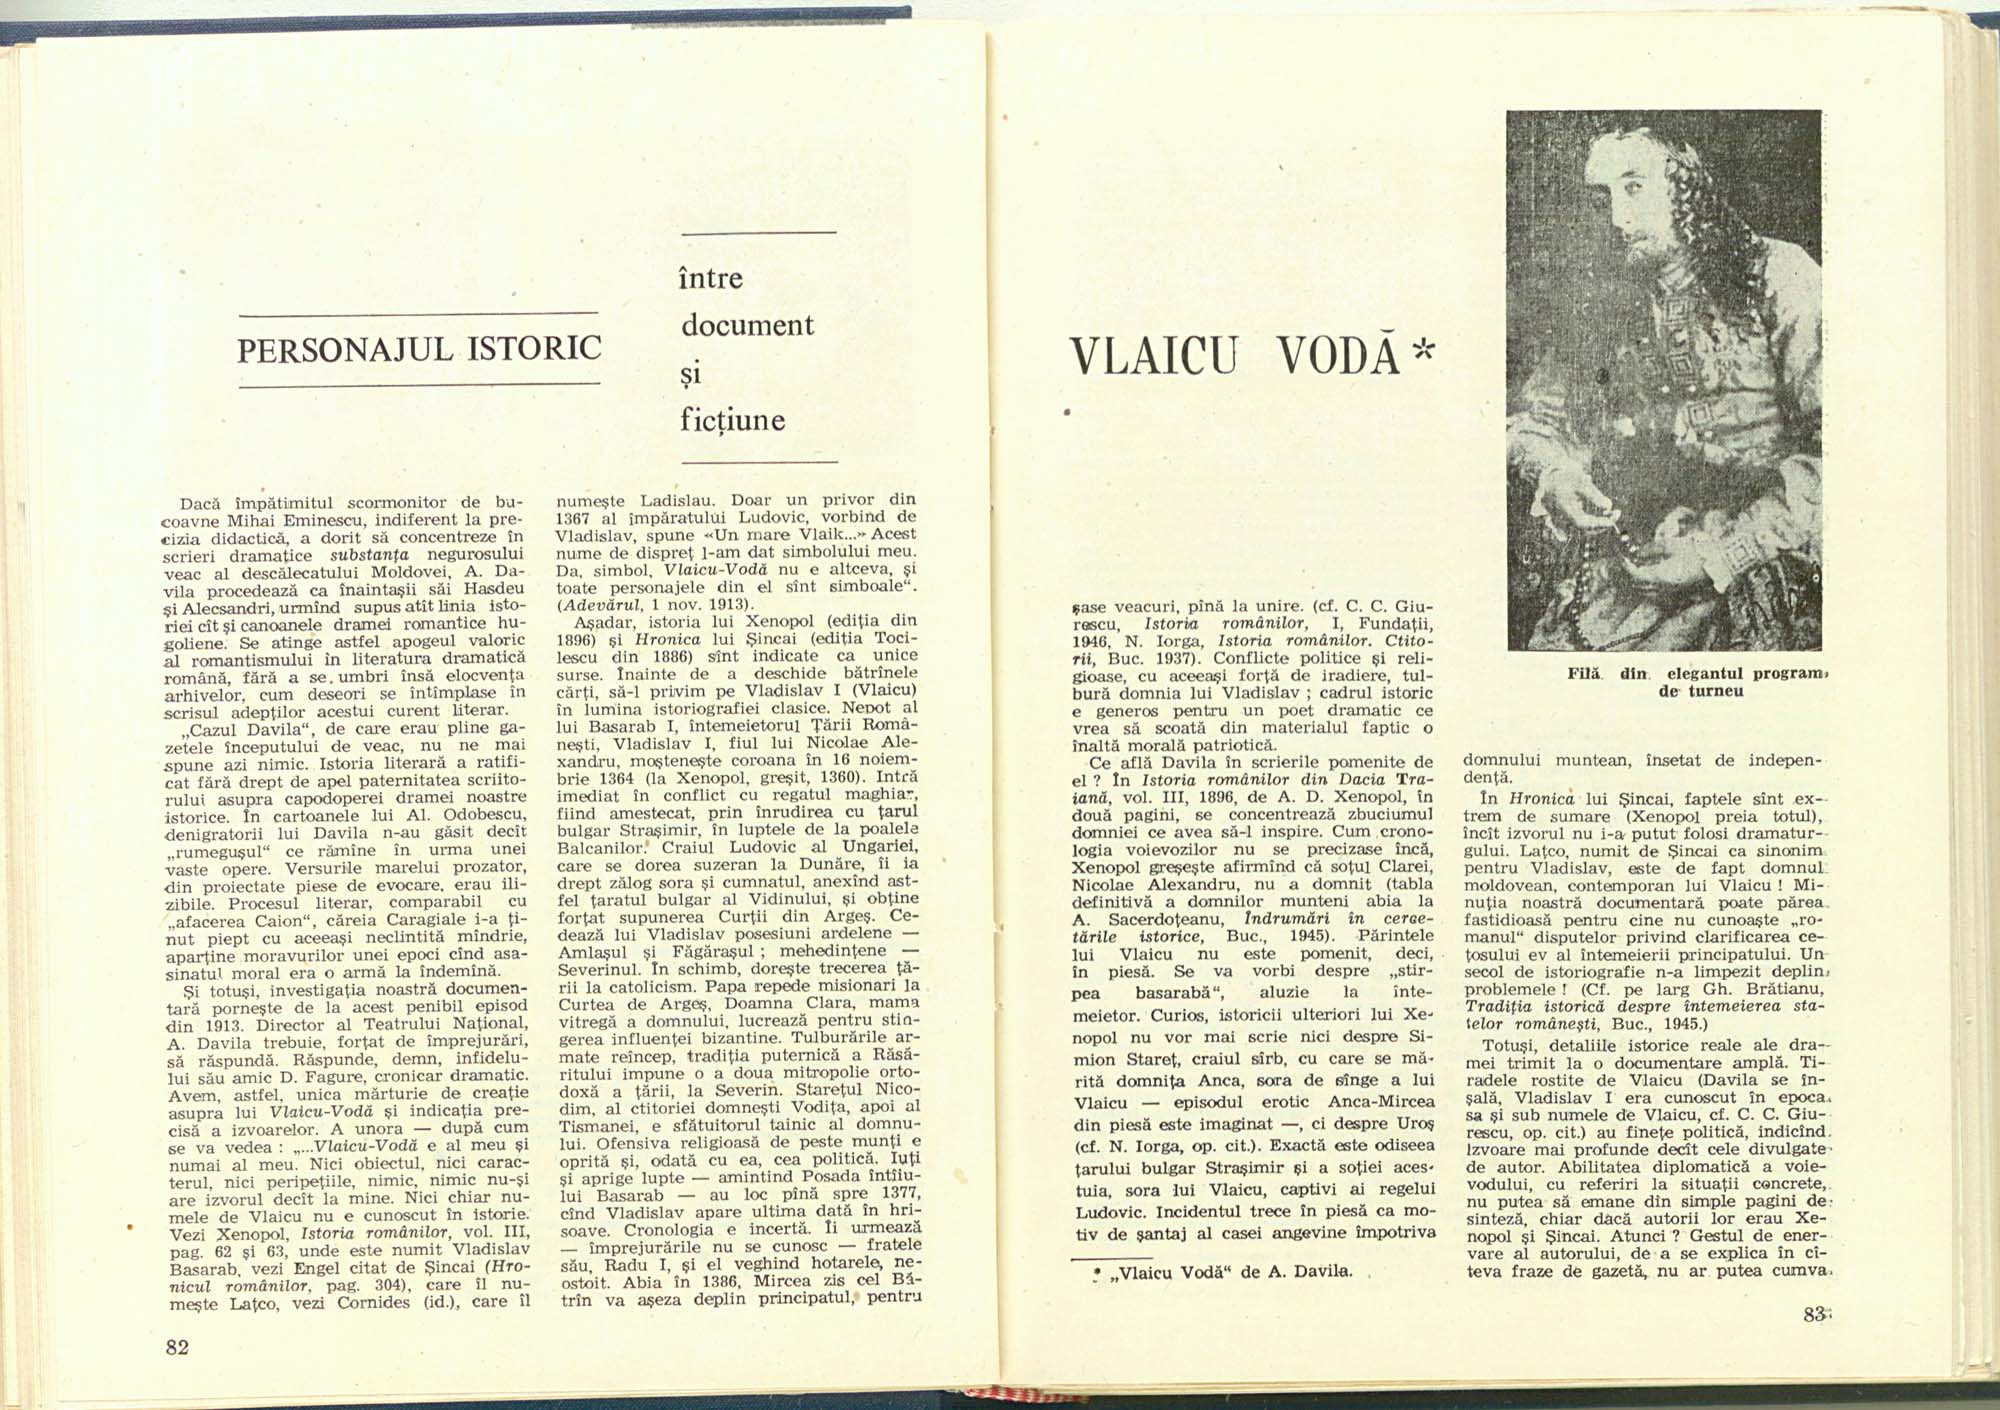 PERSONAJUL ISTORIC
între
document
și
ficțiune
Dacă împătimitul scormonitor de bu-
coavne Mihai Eminescu, indiferent la pre-
cizia didactică, a dorit să concentreze în
scrieri dramatice substanța negurosului
veac al descălecatului Moldovei, A. Da-
vila procedează ca înaintașii săi Hasdeu
și Alecsandri, urmînd supus atît linia isto-
riei cît și canoanele dramei romantice hu-
goliene. Se atinge astfel apogeul valoric
al romantismului în literatura dramatică
română, fără a se umbri însă elocvența
arhivelor, cum deseori se întîmplase în
scrisul adepților acestui curent literar.
„Cazul Davila“, de care erau pline ga-
zetele începutului de veac, nu ne mai
spune azi nimic. Istoria literară a ratifi-
cat fără drept de apel paternitatea scriito-
rului asupra capodoperei dramei noastre
istorice. În cartoanele lui Al. Odobescu,
denigratorii lui Davila n-au găsit decît
„rumegușul“ ce rămîne în urma unei
vaste opere. Versurile marelui prozator,
din proiectate piese de evocare, erau ili-
zibile. Procesul literar, comparabil cu
„afacerea Caion“, căreia Caragiale i-a ți-
nut piept cu aceeași neclintită mîndrie,
aparține moravurilor unei epoci cînd asa-
sinatul moral era o armă la îndemînă.
Și totuși, investigația noastră documen-
tară pornește de la acest penibil episod
din 1913. Director al Teatrului Național,
A. Davila trebuie, forțat de împrejurări,
să răspundă. Răspunde, demn, infidelu-
lui său amic D. Fagure, cronicar dramatic.
Avem, astfel, unica mărturie de creație
asupra lui Vlaicu-Vodă și indicația pre-
cisă a izvoarelor. A unora — după cum
se va vedea : „...Vlaicu-Vodă e al meu și
numai al meu. Nici obiectul, nici carac-
terul, nici peripețiile, nimic, nimic nu-și
are izvorul decît la mine. Nici chiar nu-
mele de Vlaicu nu e cunoscut în istorie.
Vezi Xenopol, Istoria românilor, vol. III,
pag. 62 și 63, unde este numit Vladislav
Basarab, vezi Engel citat de Șincai (Hro-
nicul românilor, pag. 304), care îl nu-
mește Lațco, vezi Cornides (id.), care îl
82
numește Ladislau. Doar un privor din
1367 al împăratului Ludovic, vorbind de
Vladislav, spune «Un mare Vlaik...» Acest
nume de dispreț l-am dat simbolului meu.
Da, simbol, Vlaicu-Vodă nu e altceva, și
toate personajele din el sînt simboale“.
(Adevărul, 1 nov. 1913).
Așadar, istoria lui Xenopol (ediția din
1896) și Hronica lui Șincai (ediția Toci-
lescu din 1886) sînt indicate ca unice
surse. Înainte de a deschide bătrînele
cărți, să-l privim pe Vladislav I (Vlaicu)
în lumina istoriografiei clasice. Nepot al
lui Basarab I, întemeietorul Țării Româ-
nești, Vladislav I, fiul lui Nicolae Ale-
xandru, moștenește coroana în 16 noiem-
brie 1364 (la Xenopol, greșit, 1360). Intră
imediat în conflict cu regatul maghiar,
fiind amestecat, prin înrudirea cu țarul
bulgar Strașimir, în luptele de la poalele
Balcanilor. Craiul Ludovic al Ungariei,
care se dorea suzeran la Dunăre, îi ia
drept zălog sora și cumnatul, anexînd ast-
fel țaratul bulgar al Vidinului, și obține
forțat supunerea Curții din Argeș. Ce-
dează lui Vladislav posesiuni ardelene —
Amlașul și Făgărașul ; mehedințene —
Severinul. În schimb, dorește trecerea ță-
rii la catolicism. Papa repede misionari la
Curtea de Argeș, Doamna Clara, mama
vitregă a domnului, lucrează pentru stin-
gerea influenței bizantine. Tulburările ar-
mate reîncep, tradiția puternică a Răsă-
ritului impune o a doua mitropolie orto-
doxă a țării, la Severin. Starețul Nico-
dim, al ctitoriei domnești Vodița, apoi al
Tismanei, e sfătuitorul tainic al domnu-
lui. Ofensiva religioasă de peste munți e
oprită și, odată cu ea, cea politică. Iuți
și aprige lupte — amintind Posada întîiu-
lui Basarab — au loc pînă spre 1377,
cînd Vladislav apare ultima dată în hri-
soave. Cronologia e incertă. Îi urmează
— împrejurările nu se cunosc — fratele
său, Radu I, și el veghind hotarele, ne-
ostoit. Abia în 1386, Mircea zis cel Bă-
trîn va așeza deplin principatul, pentru
VLAICU VODĂ*
șase veacuri, pînă la unire. (cf. C. C. Giu-
rescu, Istoria românilor, I, Fundații,
1946, N. Iorga, Istoria românilor. Ctito-
rii, Buc. 1937). Conflicte politice și reli-
gioase, cu aceeași forță de iradiere, tul-
bură domnia lui Vladislav ; cadrul istoric
e generos pentru un poet dramatic ce
vrea să scoată din materialul faptic o
înaltă morală patriotică.
Ce află Davila în scrierile pomenite de
el ? În Istoria românilor din Dacia Tra-
iană, vol. III, 1896, de A. D. Xenopol, în
două pagini, se concentrează zbuciumul
domniei ce avea să-l inspire. Cum crono-
logia voievozilor nu se precizase încă,
Xenopol greșește afirmînd că soțul Clarei,
Nicolae Alexandru, nu a domnit (tabla
definitivă a domnilor munteni abia la
A. Sacerdoțeanu, Îndrumări în cerce-
tările istorice, Buc., 1945). Părintele
lui Vlaicu nu este pomenit, deci,
în piesă. Se va vorbi despre „stir-
pea basarabă“, aluzie la înte-
meietor. Curios, istoricii ulteriori lui Xe-
nopol nu vor mai scrie nici despre Si-
mion Stareț, craiul sîrb, cu care se mă-
rită domnița Anca, sora de sînge a lui
Vlaicu — episodul erotic Anca-Mircea
din piesă este imaginat —, ci despre Uroș
(cf. N. Iorga, op. cit.). Exactă este odiseea
țarului bulgar Strașimir și a soției aces-
tuia, sora lui Vlaicu, captivi ai regelui
Ludovic. Incidentul trece în piesă ca mo-
tiv de șantaj al casei angevine împotriva
* „Vlaicu Vodă“ de A. Davila.
Filă din elegantul program
de turneu
domnului muntean, însetat de indepen-
dență.
În Hronica lui Șincai, faptele sînt ex-
trem de sumare (Xenopol preia totul),
încît izvorul nu i-a putut folosi dramatur-
gului. Lațco, numit de Șincai ca sinonim
pentru Vladislav, este de fapt domnul
moldovean, contemporan lui Vlaicu ! Mi-
nuția noastră documentară poate părea
fastidioasă pentru cine nu cunoaște „ro-
manul“ disputelor privind clarificarea ce-
țosului ev al întemeierii principatului. Un
secol de istoriografie n-a limpezit deplin
problemele ! (Cf. pe larg Gh. Brătianu,
Tradiția istorică despre întemeierea sta-
telor românești, Buc., 1945.)
Totuși, detaliile istorice reale ale dra-
mei trimit la o documentare amplă. Ti-
radele rostite de Vlaicu (Davila se în-
șală, Vladislav I era cunoscut în epoca
sa și sub numele de Vlaicu, cf. C. C. Giu-
rescu, op. cit.) au finețe politică, indicînd
izvoare mai profunde decît cele divulgate
de autor. Abilitatea diplomatică a voie-
vodului, cu referiri la situații concrete,
nu putea să emane din simple pagini de
sinteză, chiar dacă autorii lor erau Xe-
nopol și Șincai. Atunci ? Gestul de ener-
vare al autorului, de a se explica în cî-
teva fraze de gazetă, nu ar putea cumva
83